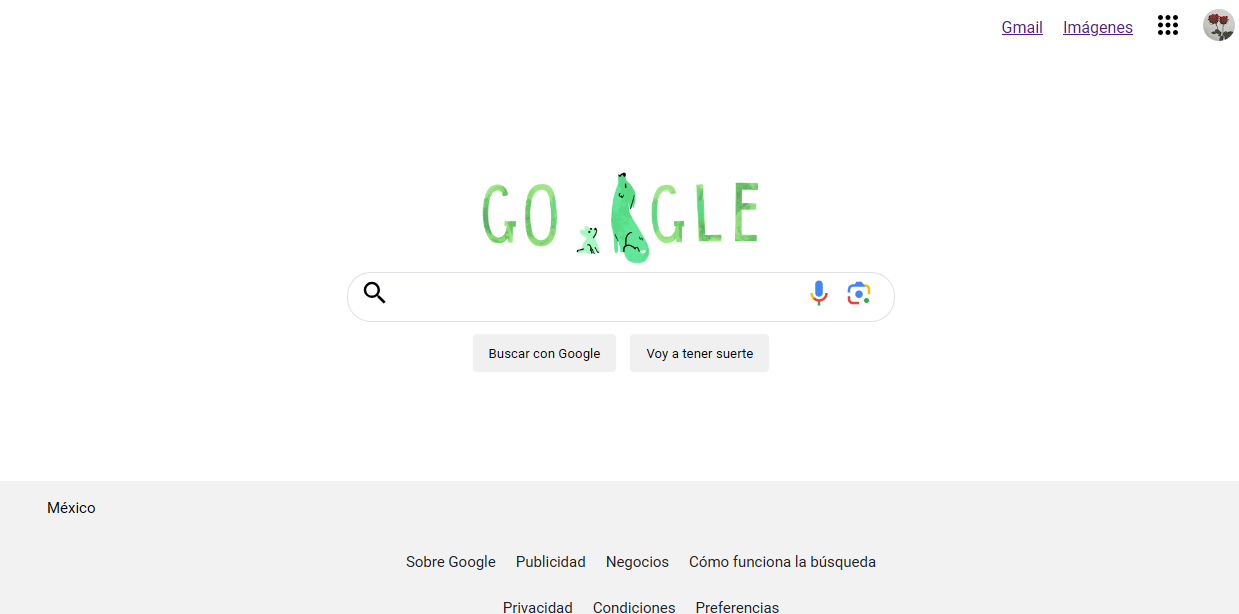 Gmail Imágenes
GO GLE
Buscar con Google Voy a tener suerte
México
Sobre Google Publicidad Negocios Cómo funciona la búsqueda
Privacidad Condiciones Preferencias